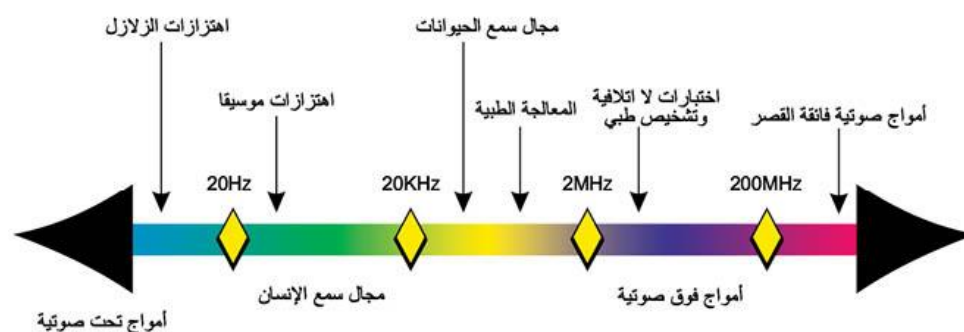 اهتزازات الزلازل
مجال سمع الحيوانات
اهتزازات موسيقا
المعالجة الطبية
اختبارات لا اتلافية
وتشخيص طبي
أمواج صوتية فائقة القصر
20Hz
20KHz
2MHz
200MHz
أمواج تحت صوتية
مجال سمع الإنسان
أمواج فوق صوتية